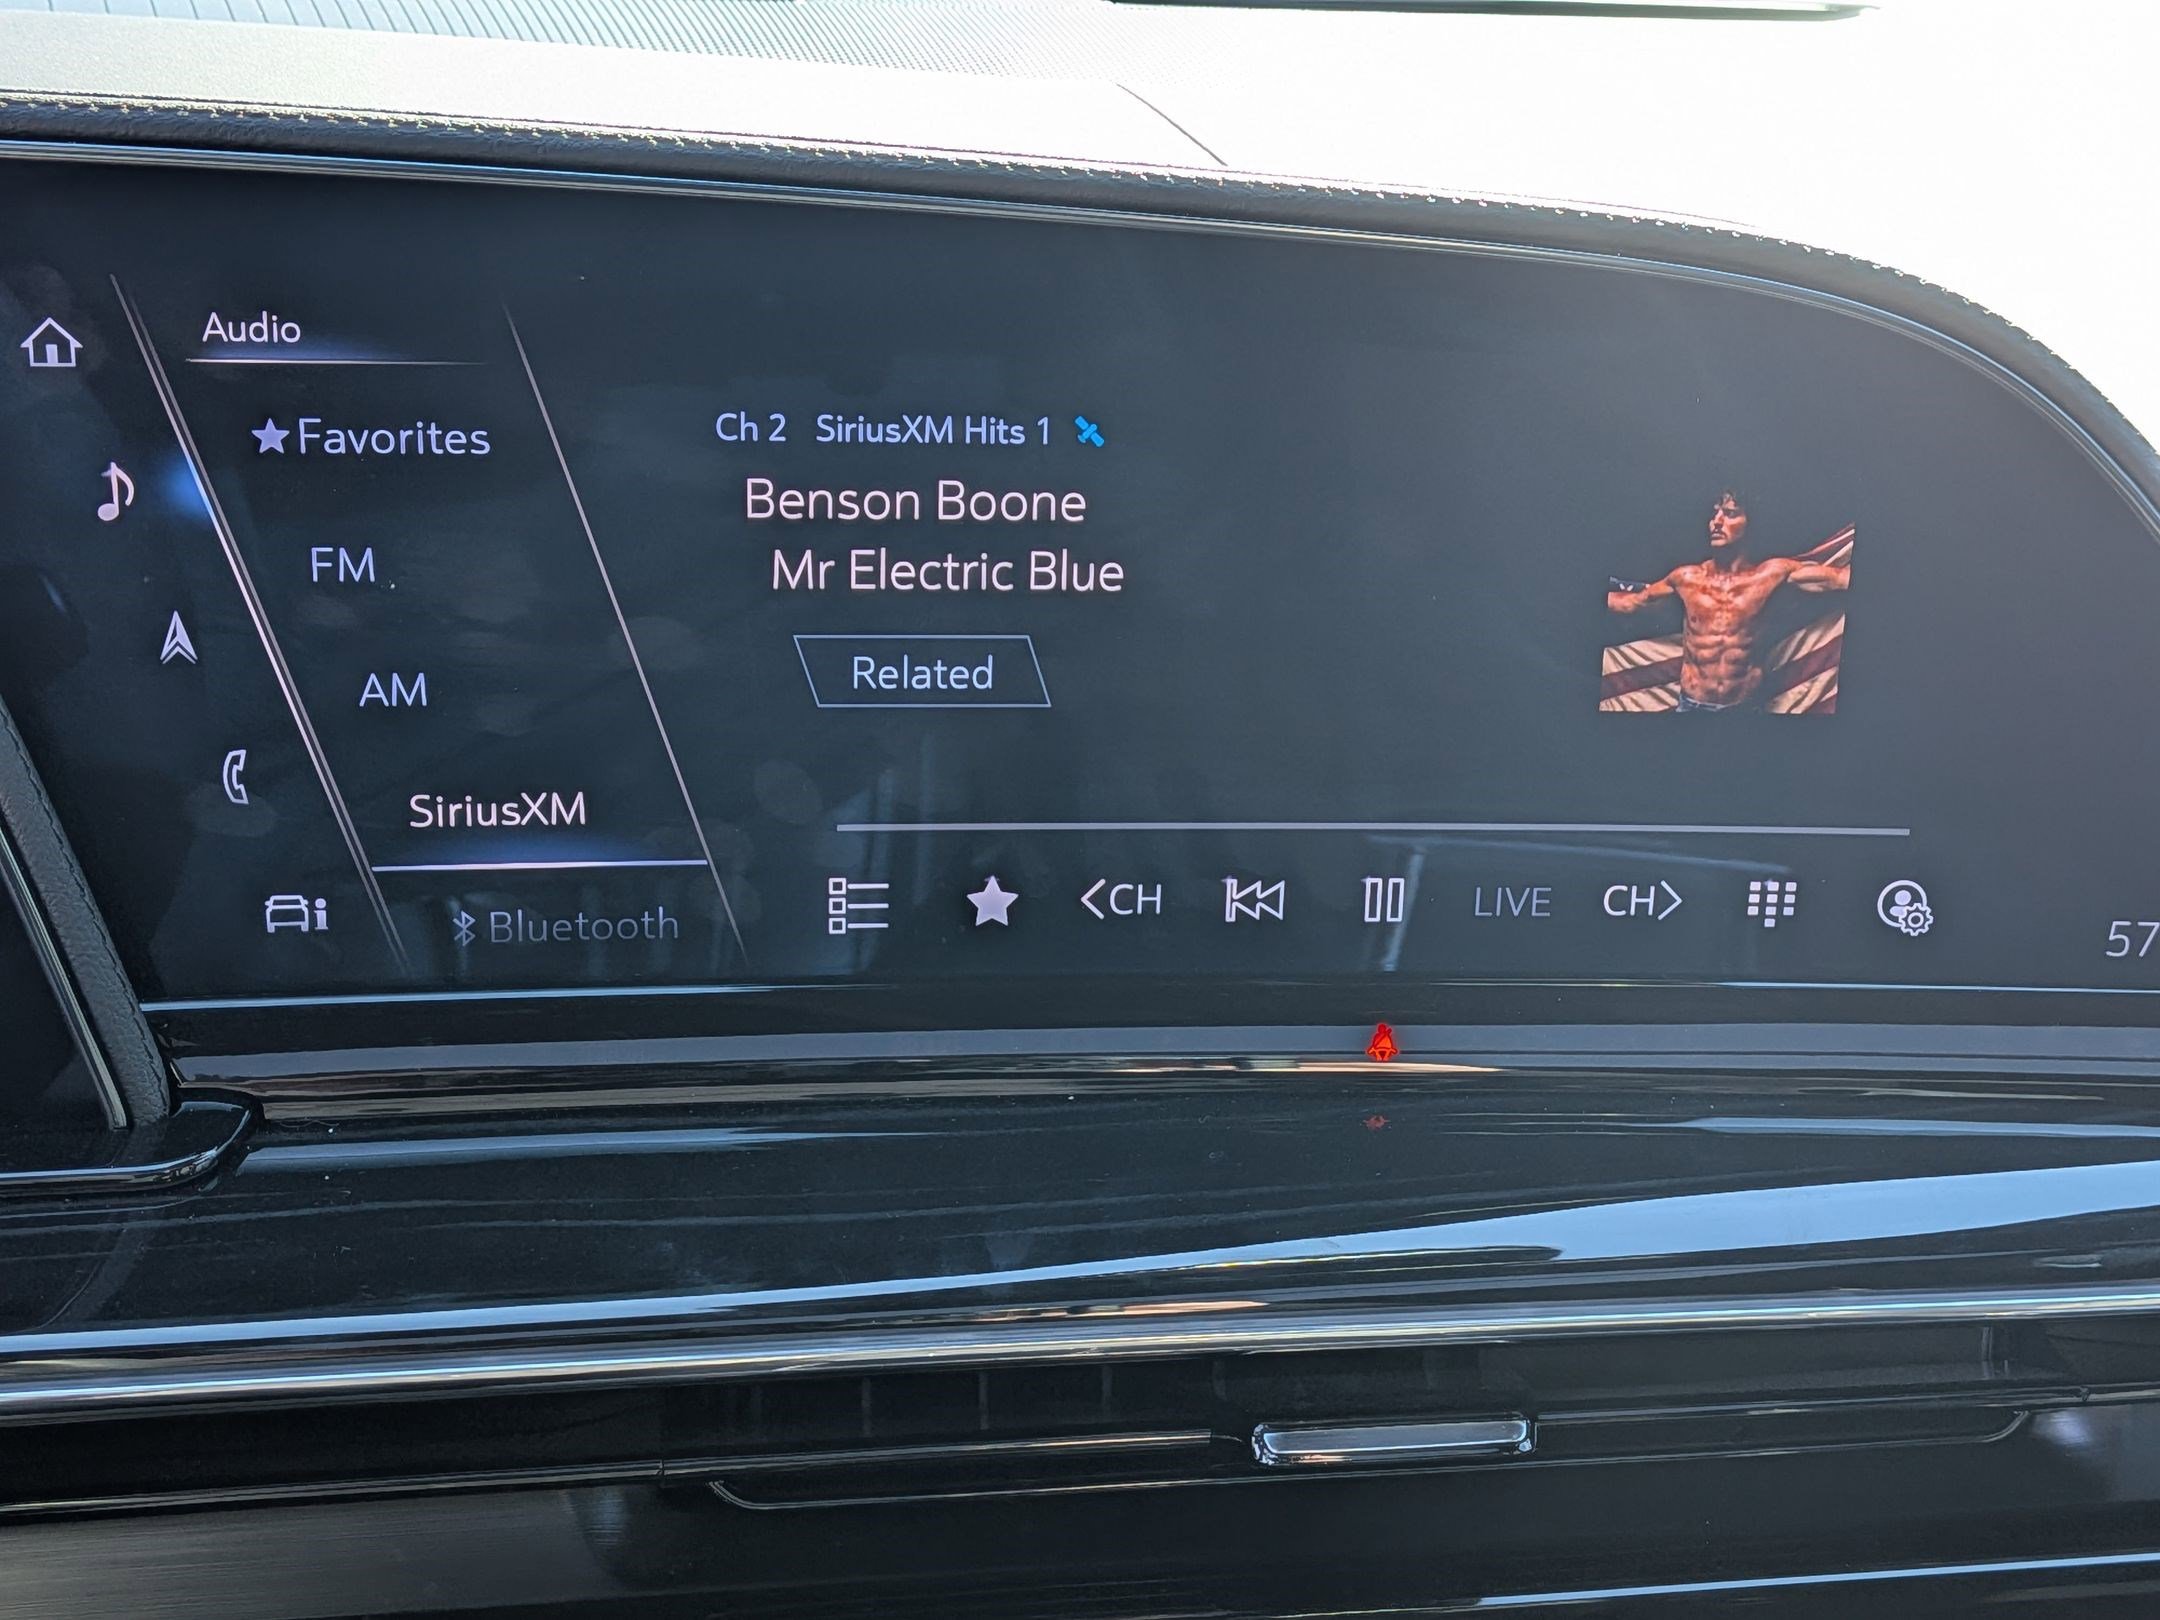 Audio
★Favorites
FM
AM
SiriusXM
Bluetooth
Ch 2 SiriusXM Hits 1
Benson Boone
Mr Electric Blue
Related
<CH
LIVE
CH>
57